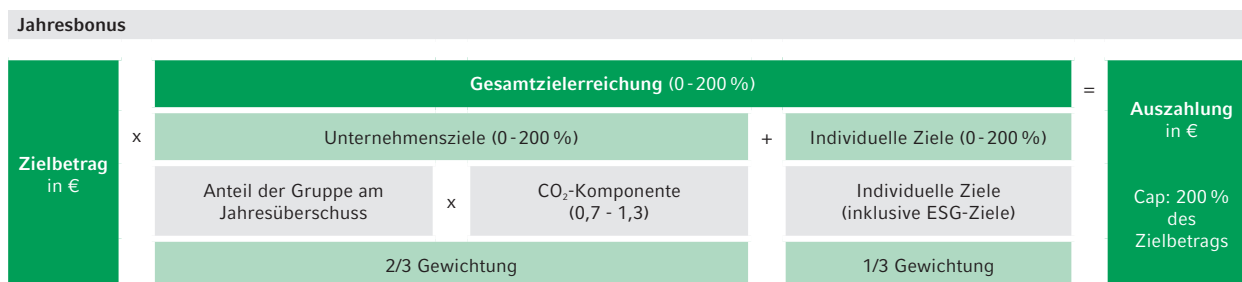 Jahresbonus
Zielbetrag
in €
x
Gesamtzielerreichung (0-200 %)
Unternehmensziele (0-200 %)
+
Individuelle Ziele (0-200 %)
Anteil der Gruppe am
Jahresüberschuss
x
CO₂-Komponente
(0,7 - 1,3)
Individuelle Ziele
(inklusive ESG-Ziele)
2/3 Gewichtung
1/3 Gewichtung
=
Auszahlung
in €
Cap: 200 %
des
Zielbetrags